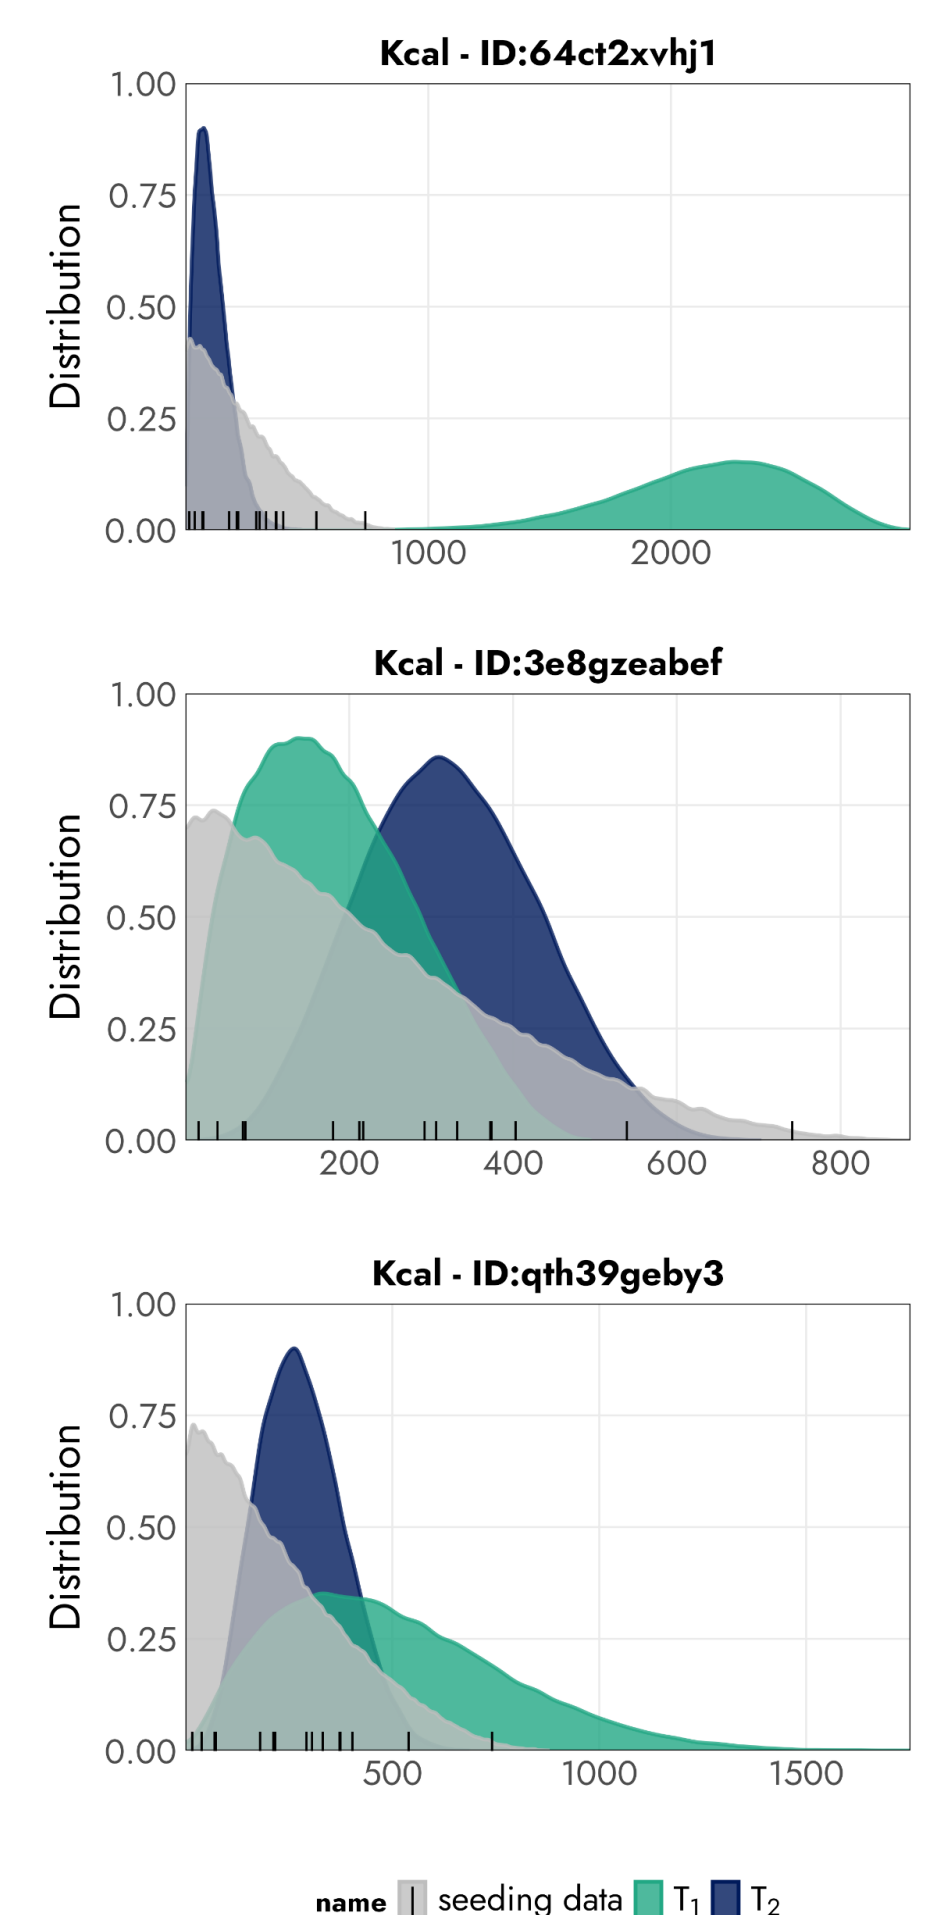 Kcal - ID:64ct2xvhj1
1.00
0.75
0.50
0.25
0.00
Distribution
1000 2000
Kcal - ID:3e8gzeabef
1.00
0.75
0.50
0.25
0.00
Distribution
200 400 600 800
Kcal - ID:qth39geby3
1.00
0.75
0.50
0.25
0.00
Distribution
500 1000 1500
name seeding data T₁ T₂